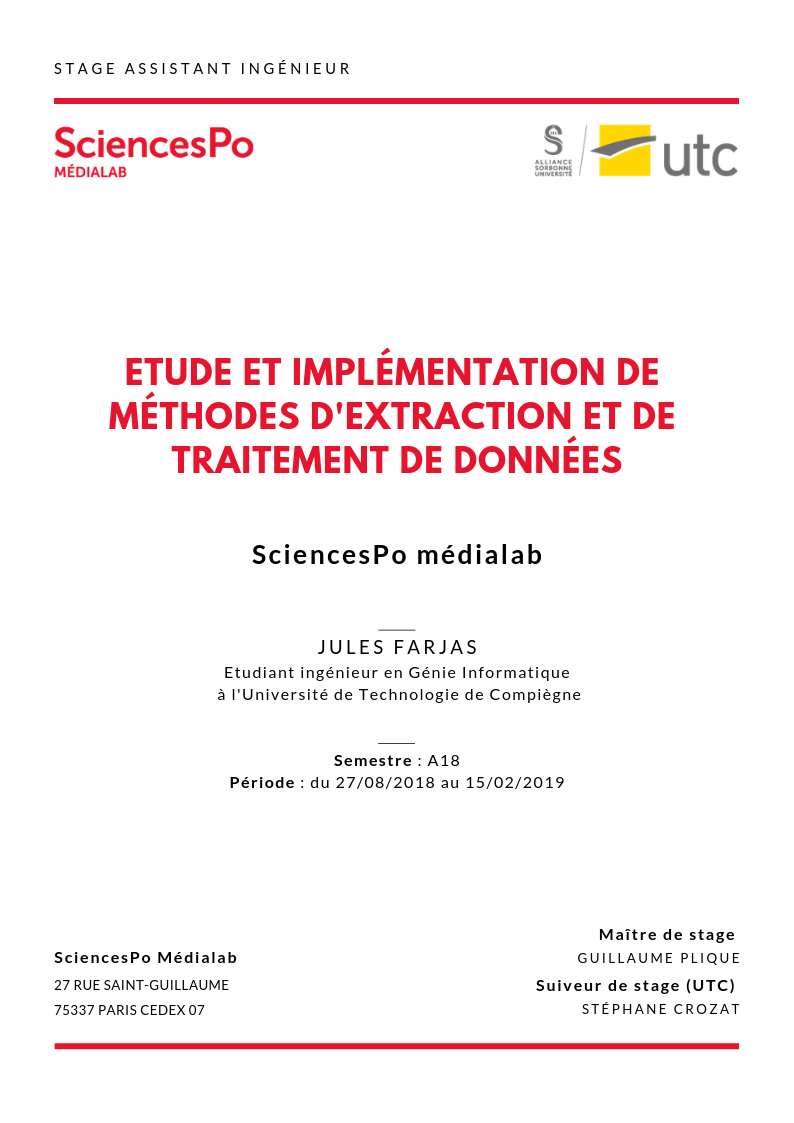 STAGE ASSISTANT INGÉNIEUR
SciencesPo
MÉDIALAB
ALLIANCE
SORBONNE
UNIVERSITÉ
utc
ETUDE ET IMPLÉMENTATION DE
MÉTHODES D'EXTRACTION ET DE
TRAITEMENT DE DONNÉES
SciencesPo médialab
JULES FARJAS
Etudiant ingénieur en Génie Informatique
à l'Université de Technologie de Compiègne
Semestre : A18
Période : du 27/08/2018 au 15/02/2019
SciencesPo Médialab
27 RUE SAINT-GUILLAUME
75337 PARIS CEDEX 07
Maître de stage
GUILLAUME PLIQUE
Suiveur de stage (UTC)
STÉPHANE CROZAT